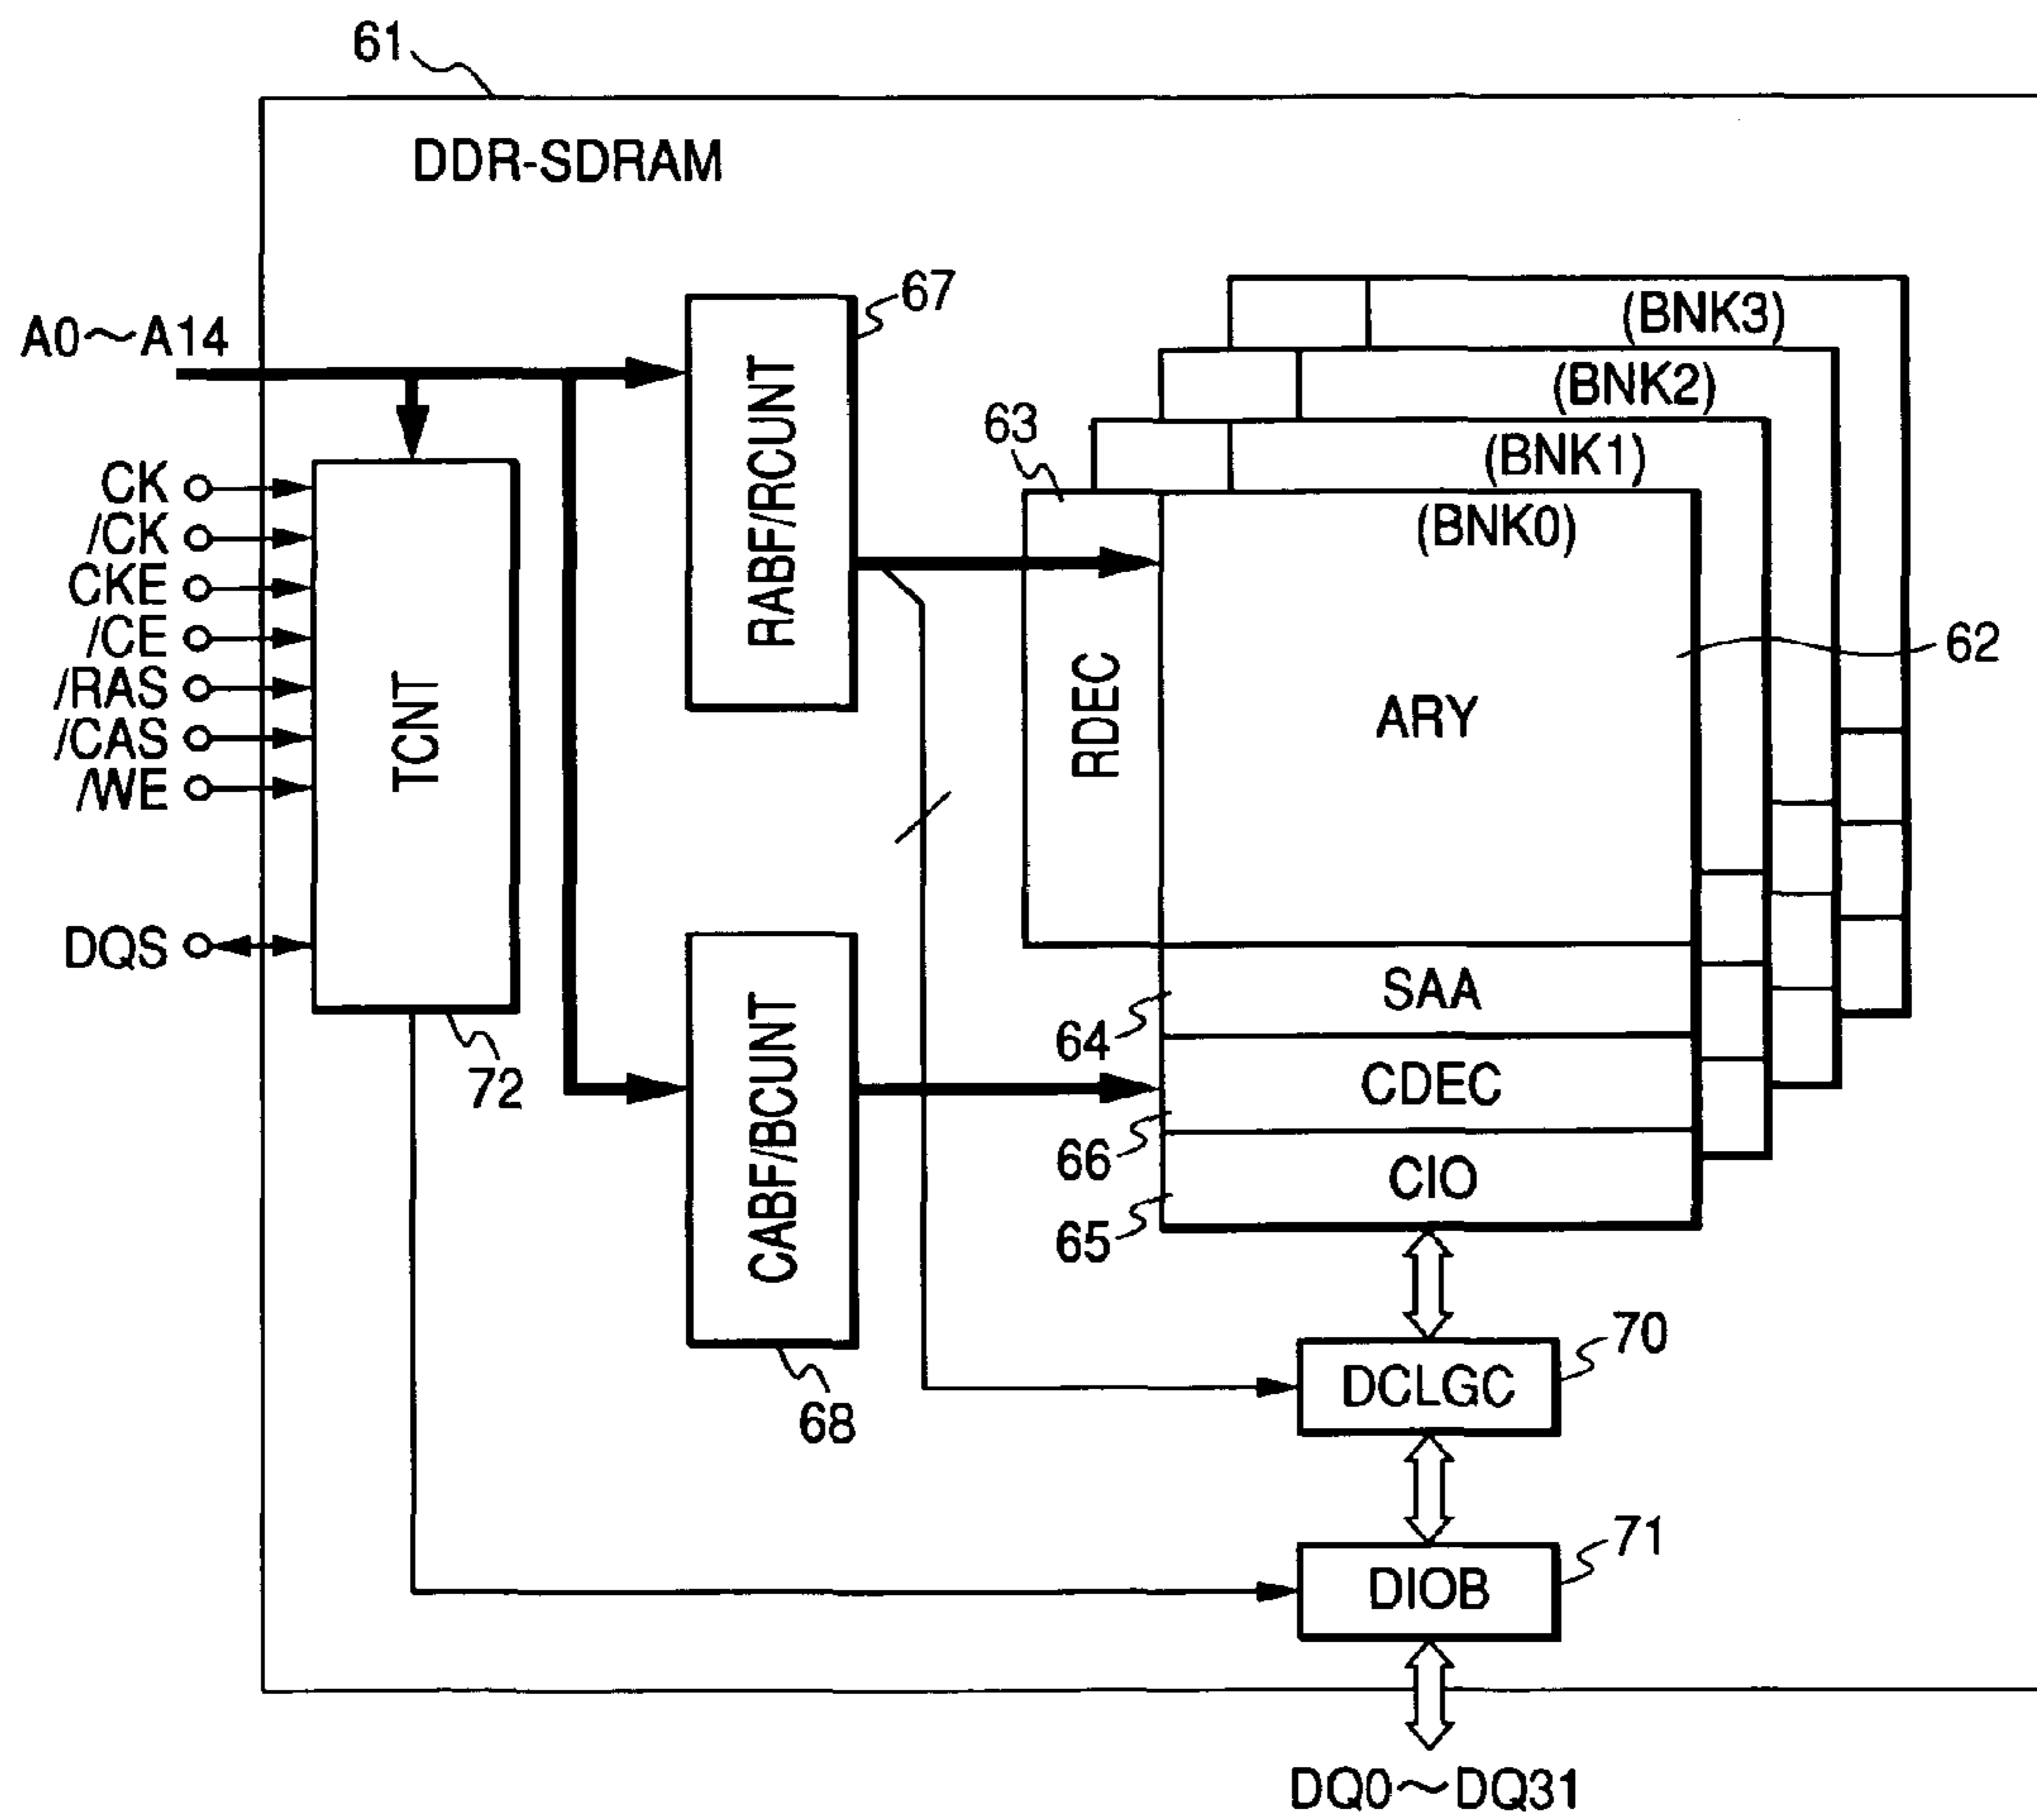 61
DDR-SDRAM
67
A0～A14
(BNK3)
(BNK2)
63
(BNK1)
CK
(BNK0)
/CK
RABF/RCUNT
CKE
/CE
62
/RAS
TCNT
RDEC
ARY
/CAS
/WE
DQS
SAA
64
72
CABF/BCUNT
CDEC
66
CIO
65
70
DCLGC
68
71
DIOB
DQ0～DQ31